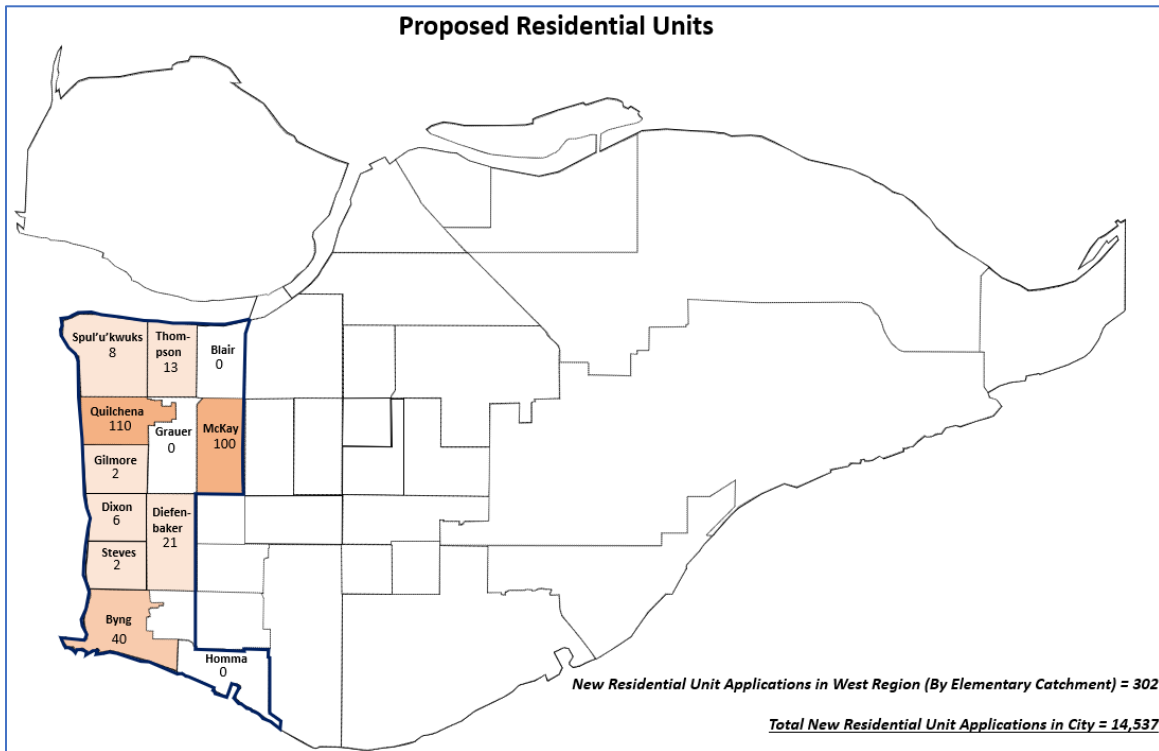 Proposed Residential Units
Spul'u'kwuks
8
Thom-
pson
13
Blair
0
Quilchena
110
Grauer
0
McKay
100
Gilmore
2
Dixon
6
Diefen-
baker
21
Steves
2
Byng
40
Homma
0
New Residential Unit Applications in West Region (By Elementary Catchment) = 302
Total New Residential Unit Applications in City = 14,537